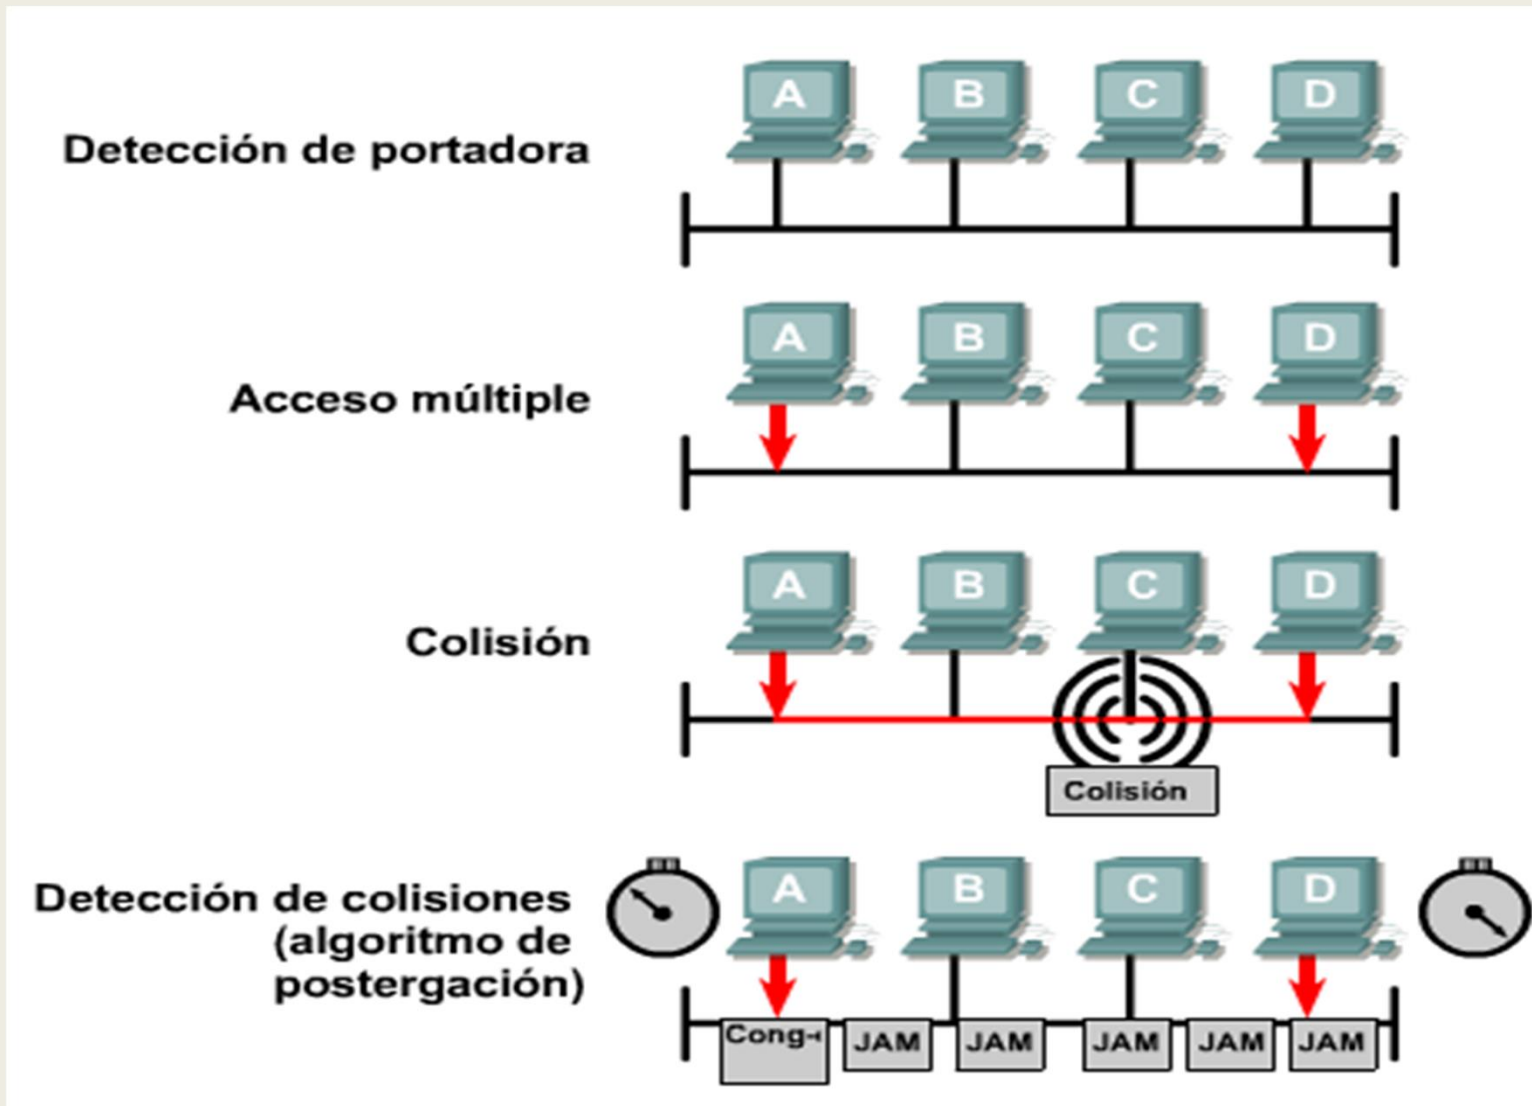 A B C D
Detección de portadora
A B C D
Acceso múltiple
A B C D
Colisión
Colisión
A B C D
Detección de colisiones
(algoritmo de
postergación)
JAM JAM JAM JAM JAM